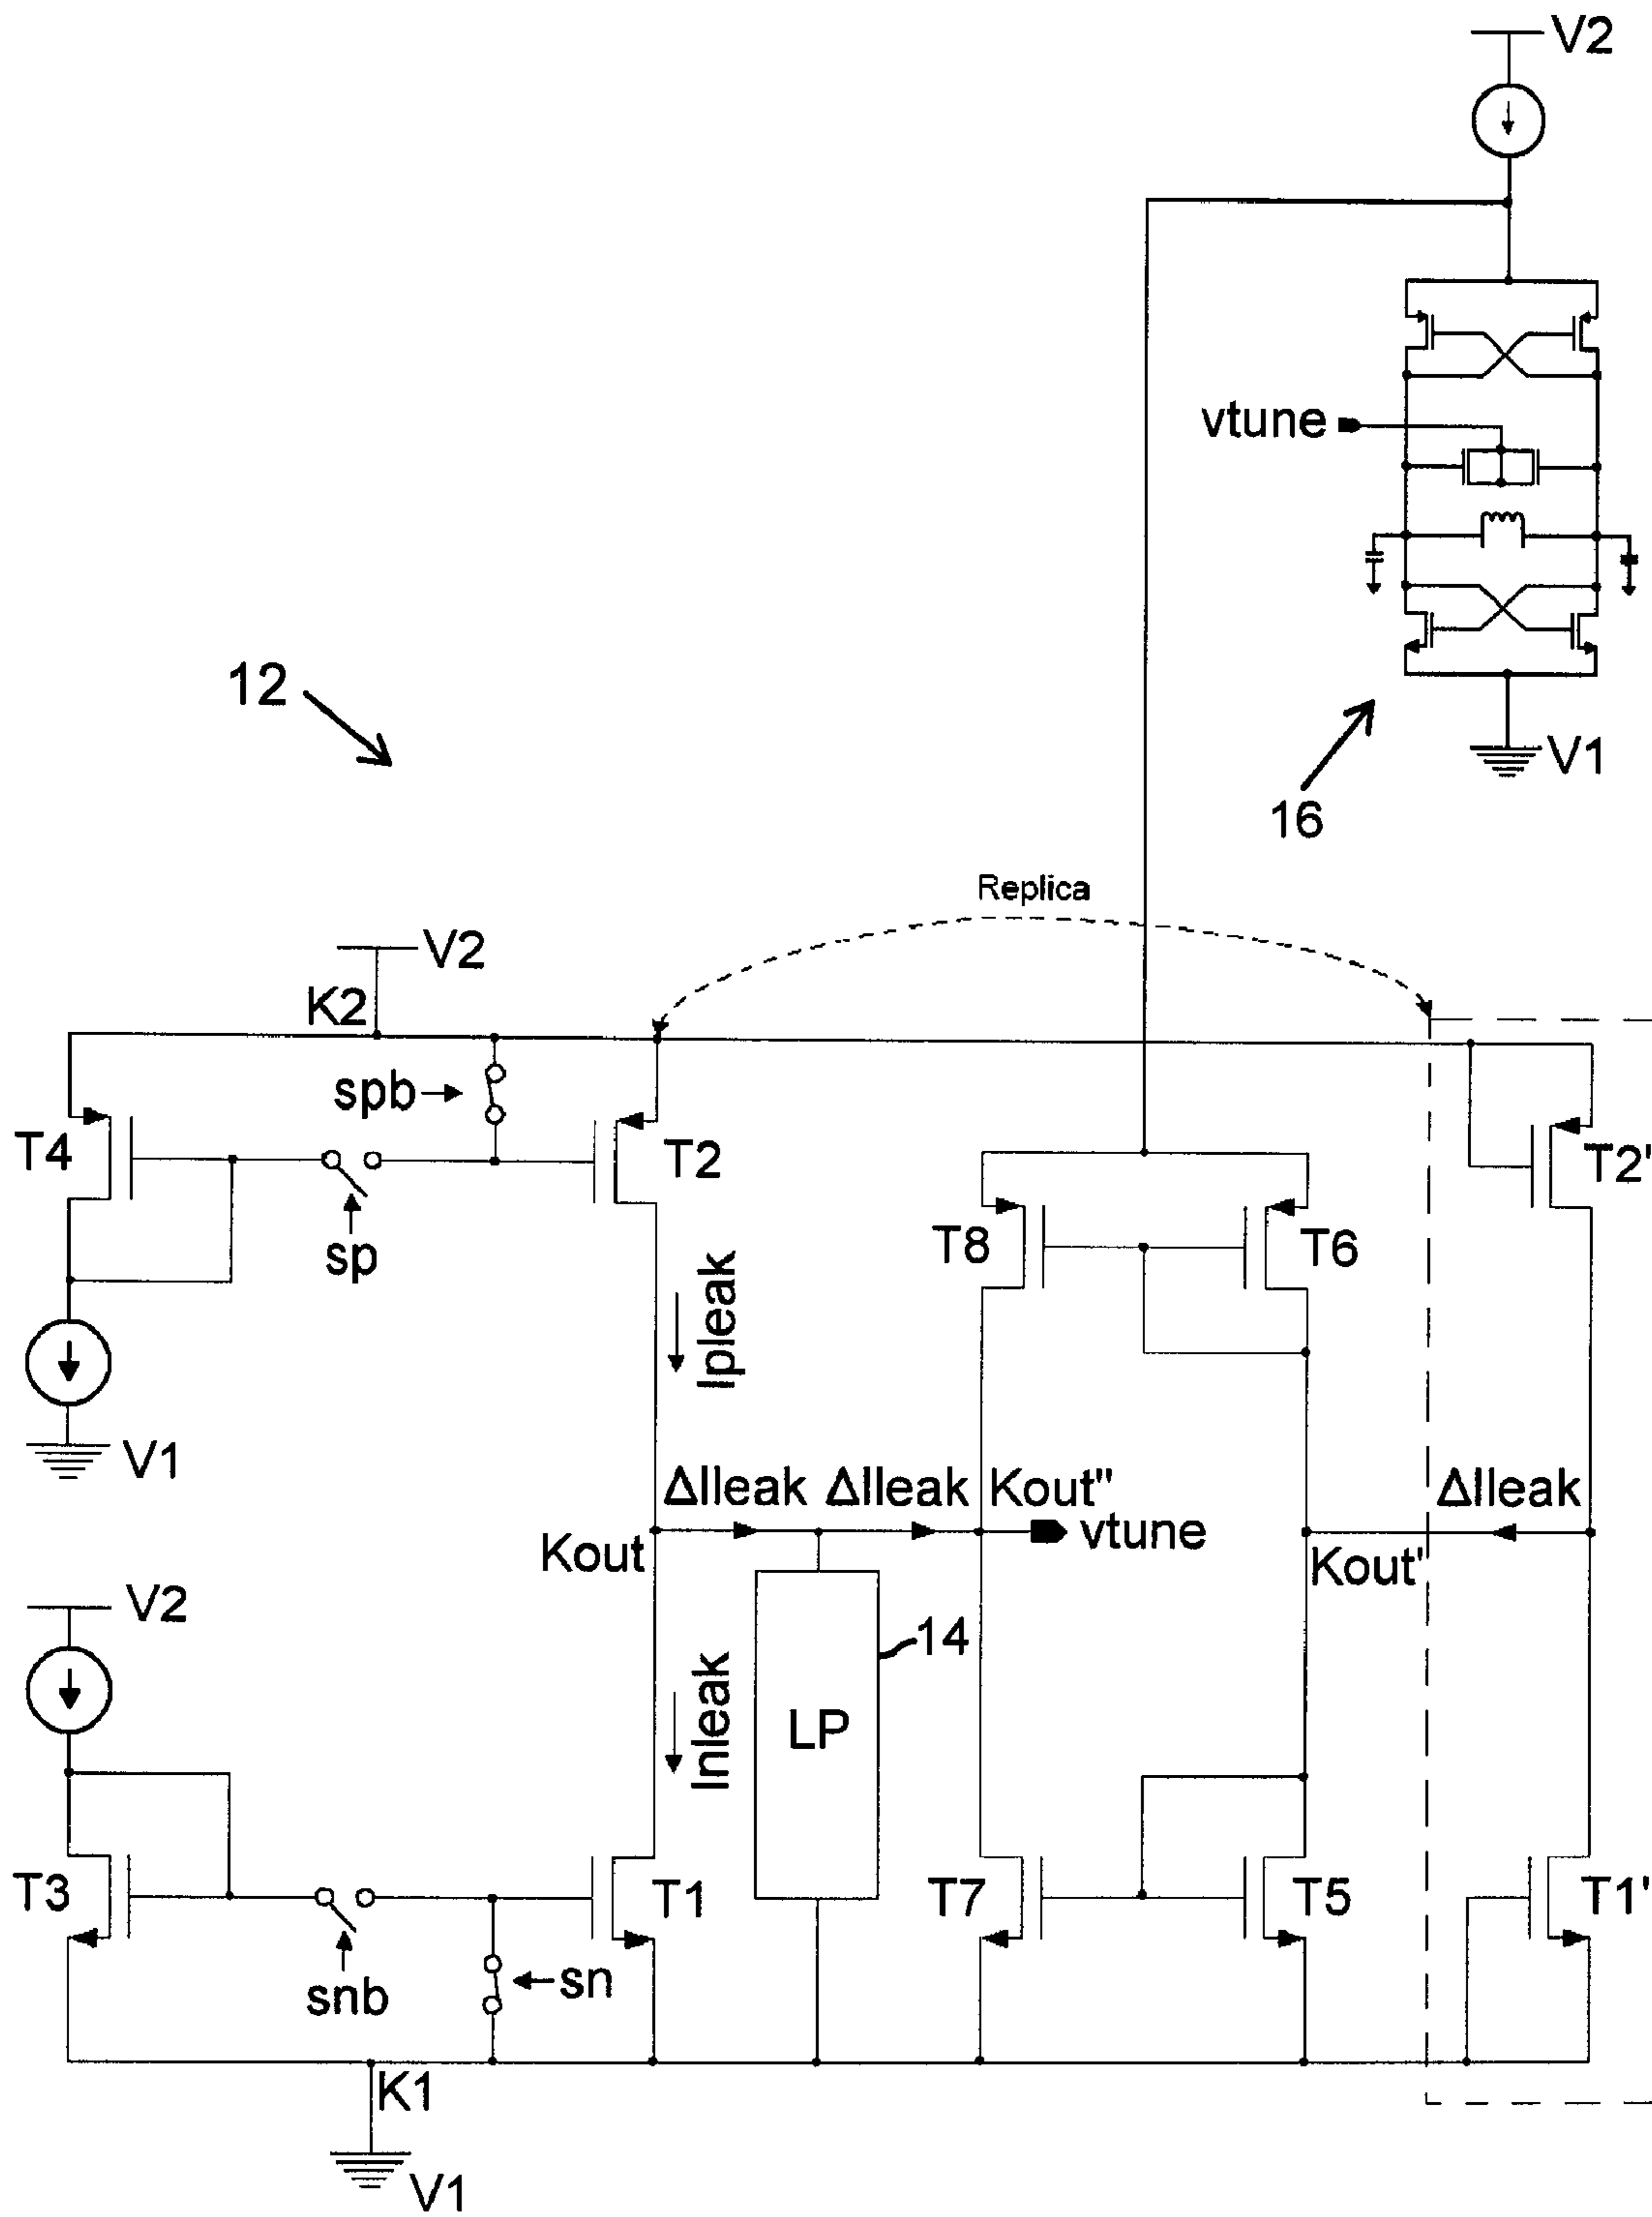 V2
vtune
12
V1
16
Replica
V2
K2
spb
T4
T2
T2'
sp
T8
T6
Ipleak
V1
ΔIleak ΔIleak Kout" ΔIleak
vtune
Kout
Kout'
V2
14
Inleak
LP
T3
T1
T7
T5
T1'
snb
sn
K1
V1